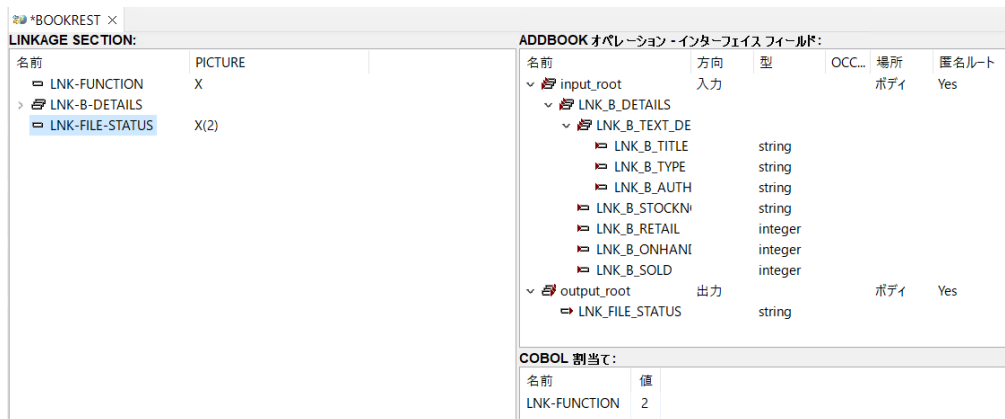 *BOOKREST
LINKAGE SECTION:
名前 PICTURE
LNK-FUNCTION X
LNK-B-DETAILS
LNK-FILE-STATUS X(2)
ADDBOOK オペレーション - インターフェイス フィールド:
名前 方向 型 OCC... 場所 匿名ルート
input_root 入力 ボディ Yes
LNK_B_DETAILS
LNK_B_TEXT_DE
LNK_B_TITLE string
LNK_B_TYPE string
LNK_B_AUTH string
LNK_B_STOCKN string
LNK_B_RETAIL integer
LNK_B_ONHAND integer
LNK_B_SOLD integer
output_root 出力 ボディ Yes
LNK_FILE_STATUS string
COBOL 割当て:
名前 値
LNK-FUNCTION 2